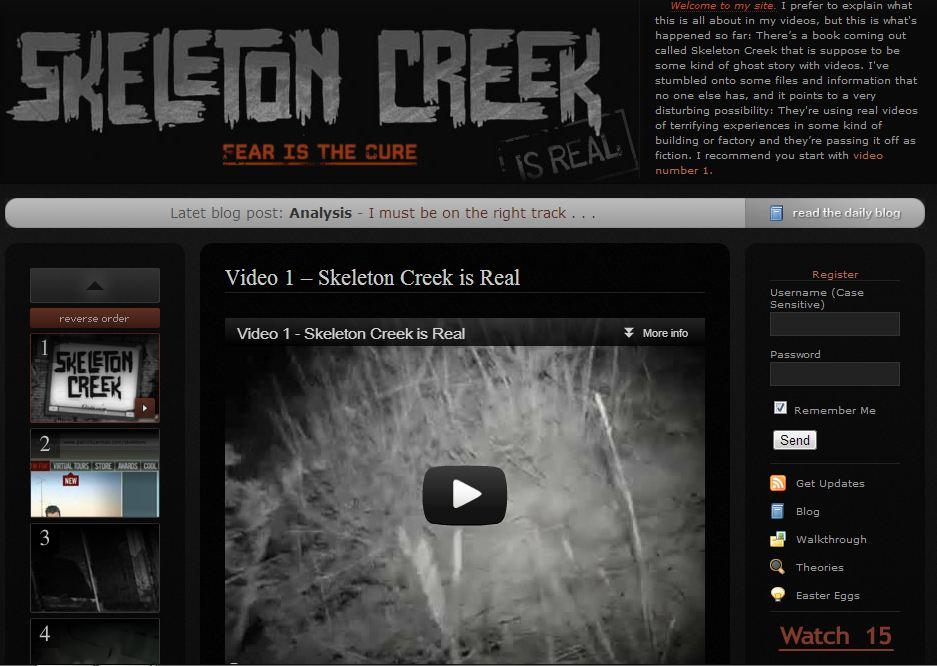 SKELETON CREEK
FEAR IS THE CURE
IS REAL
Welcome to my site. I prefer to explain what
this is all about in my videos, but this is what's
happened so far: There's a book coming out
called Skeleton Creek that is suppose to be
some kind of ghost story with videos. I've
stumbled onto some files and information that
no one else has, and it points to a very
disturbing possibility: They're using real videos
of terrifying experiences in some kind of
building or factory and they're passing it off as
fiction. I recommend you start with video
number 1.
Latet blog post: Analysis - I must be on the right track . . .
read the daily blog
reverse order
1
SKELETON
CREEK
2
VIRTUAL TOURS | STORE | AWARDS | COOL
NEW
3
4
Video 1 – Skeleton Creek is Real
Video 1 - Skeleton Creek is Real
More info
Register
Username (Case
Sensitive)
Password
Remember Me
Send
Get Updates
Blog
Walkthrough
Theories
Easter Eggs
Watch 15